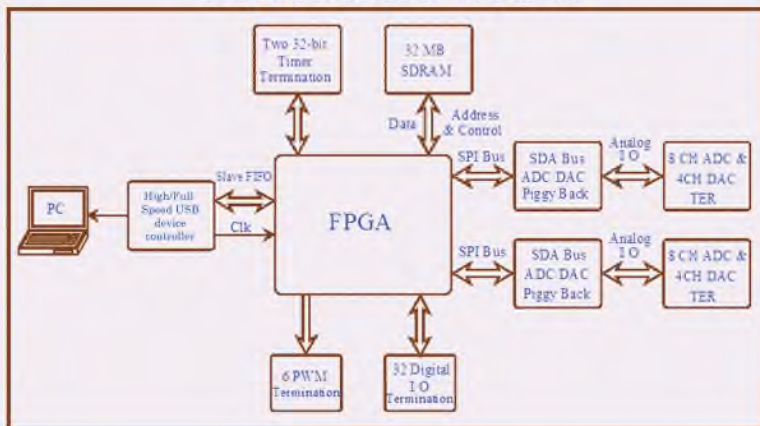 Two 32-bit
Timer
Termination
32 MB
SDRAM
Data
Address
& Control
SPI Bus
SDA Bus
ADC DAC
Piggy Back
Analog
I O
8 CH ADC &
4CH DAC
TER
PC
High/Full
Speed USB
device
controller
Slave FIFO
Clk
FPGA
SPI Bus
SDA Bus
ADC DAC
Piggy Back
Analog
I O
8 CH ADC &
4CH DAC
TER
6 PWM
Termination
32 Digital
I O
Termination